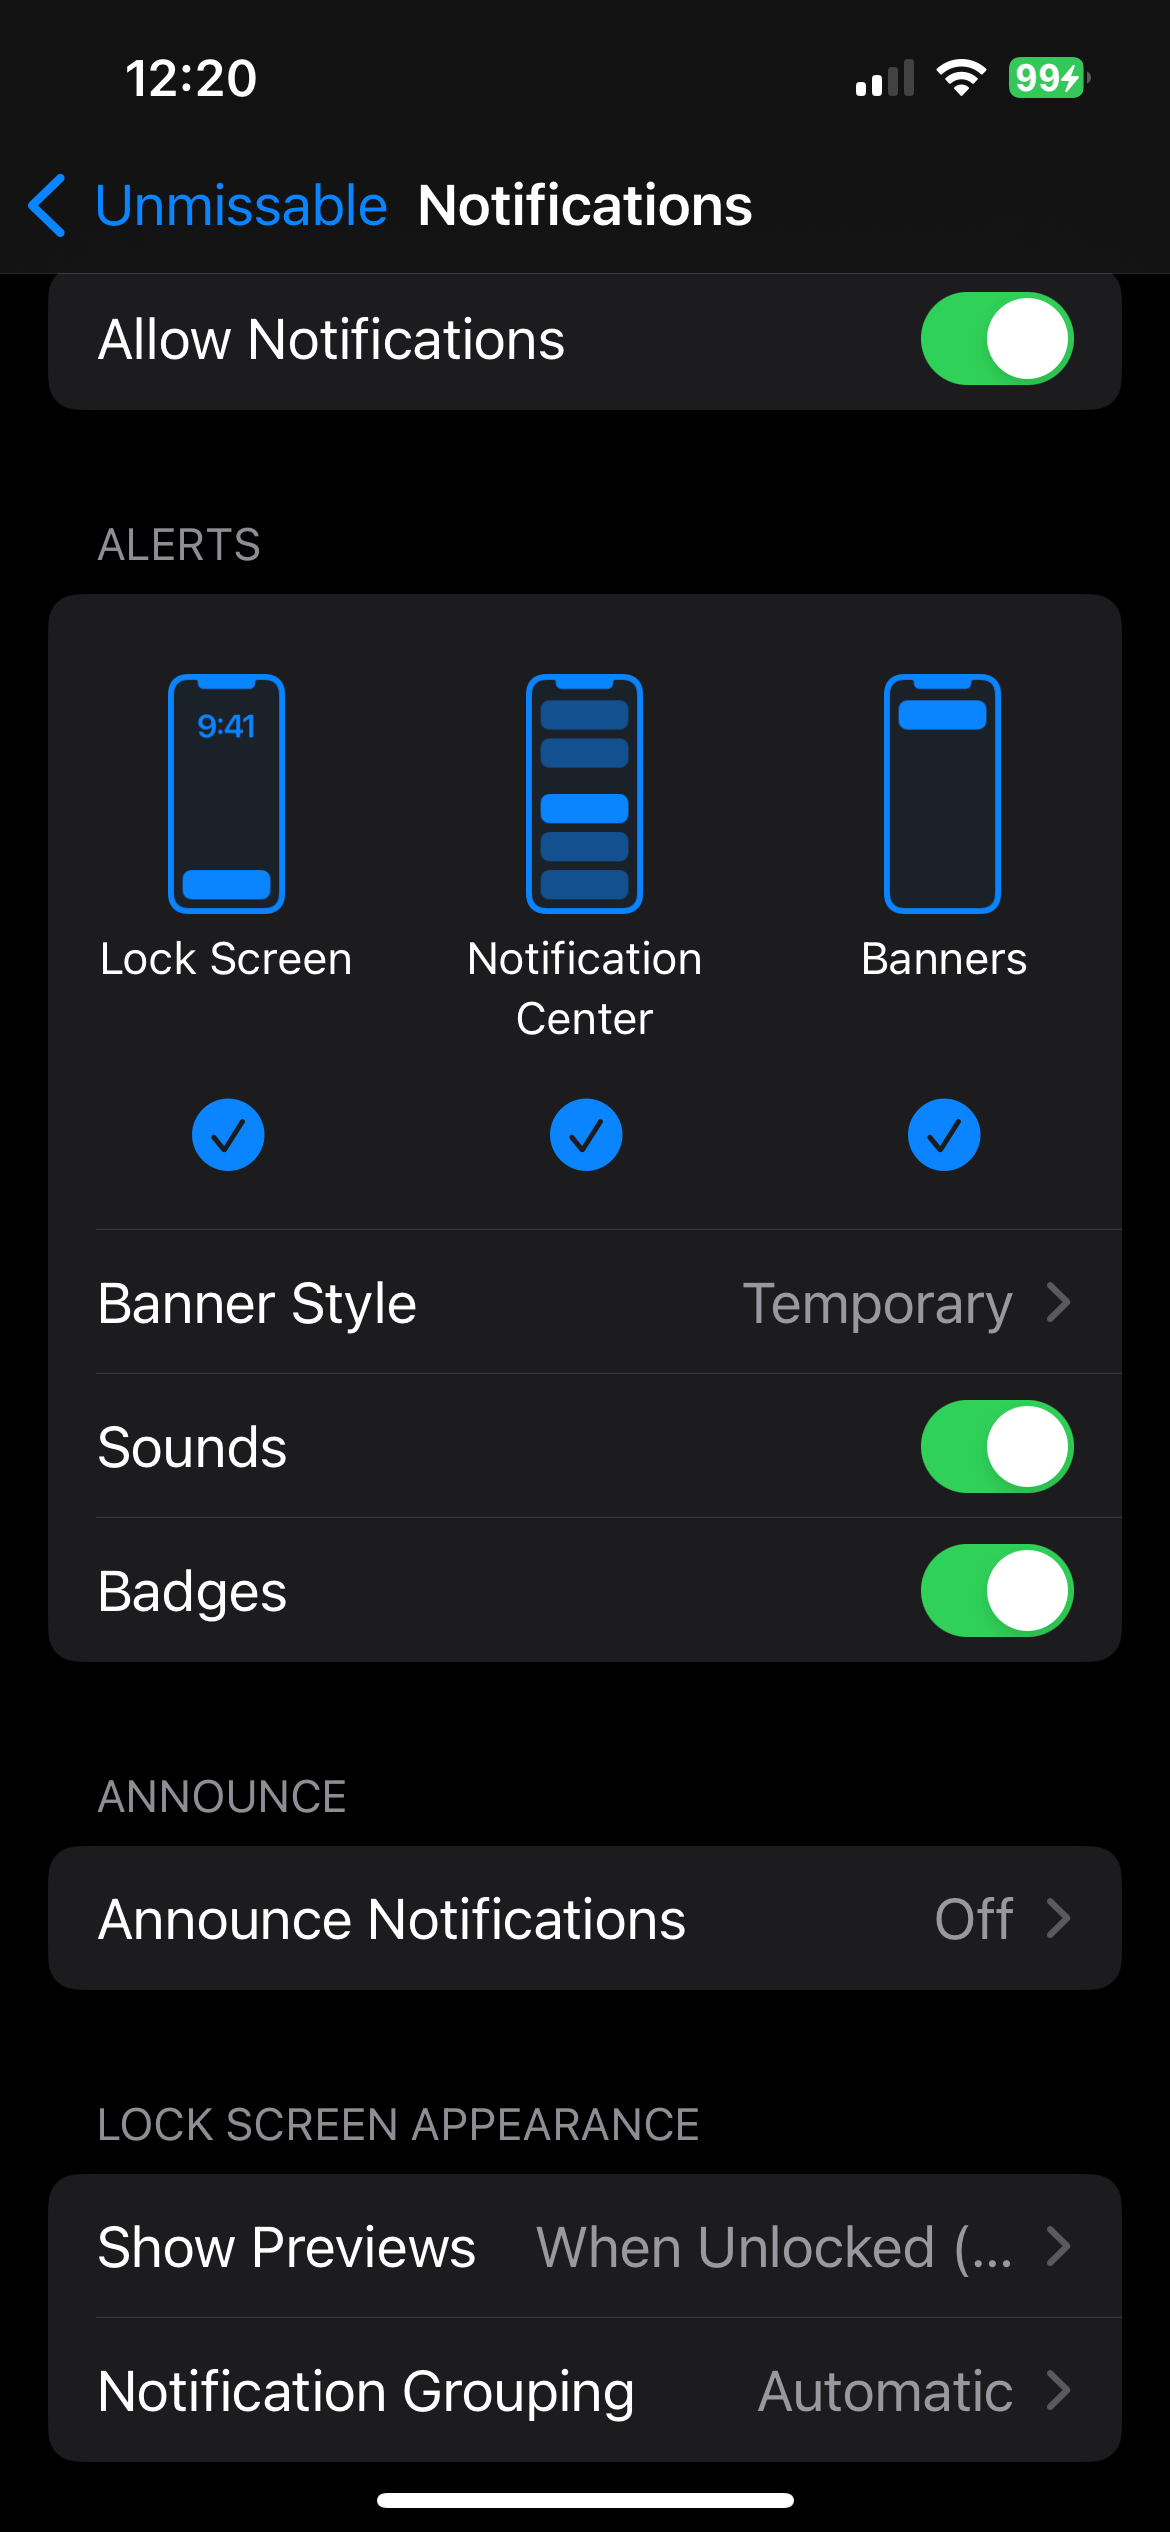 12:20
99
Unmissable Notifications
Allow Notifications
ALERTS
9:41
Lock Screen
Notification Center
Banners
Banner Style Temporary
Sounds
Badges
ANNOUNCE
Announce Notifications Off
LOCK SCREEN APPEARANCE
Show Previews When Unlocked (...
Notification Grouping Automatic